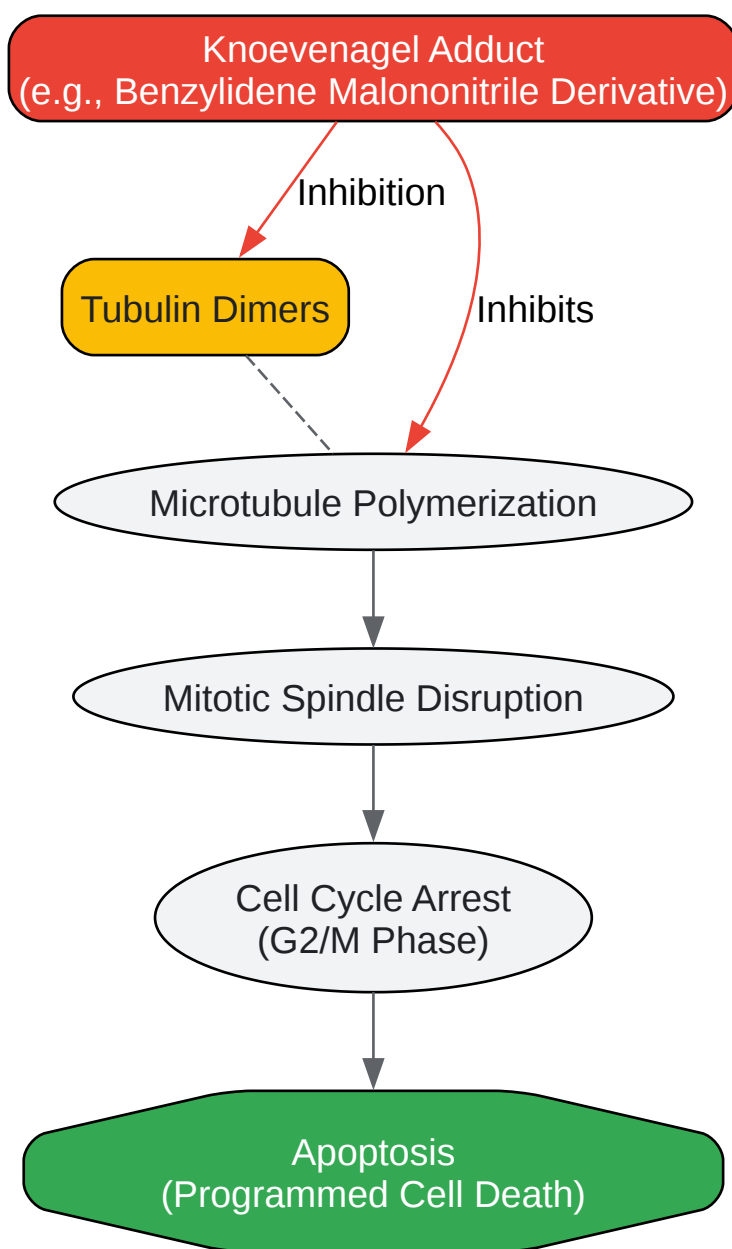 Knoevenagel Adduct
(e.g., Benzylidene Malononitrile Derivative)
Inhibition
Tubulin Dimers
Inhibits
Microtubule Polymerization
Mitotic Spindle Disruption
Cell Cycle Arrest
(G2/M Phase)
Apoptosis
(Programmed Cell Death)